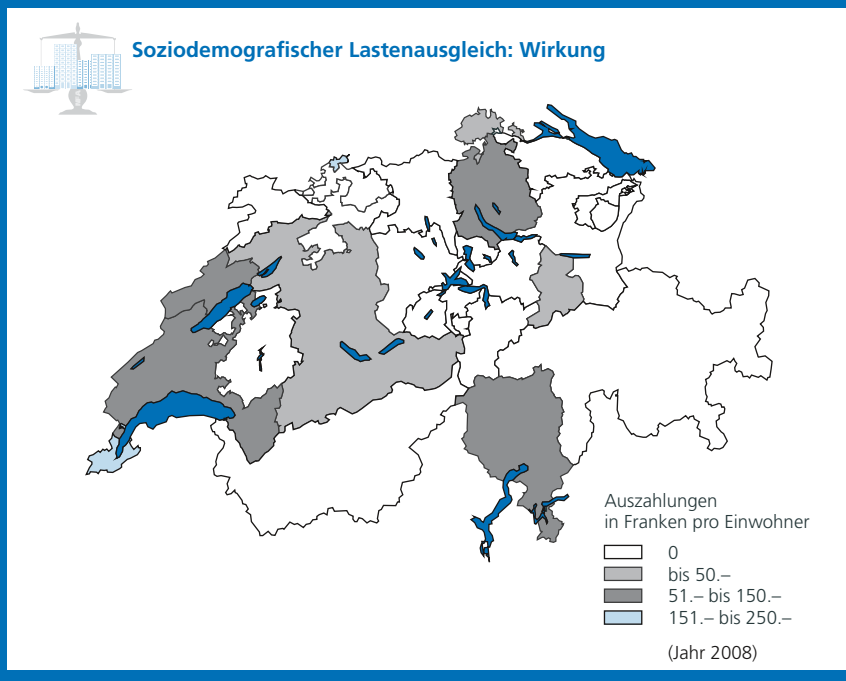 Soziodemografischer Lastenausgleich: Wirkung
Auszahlungen
in Franken pro Einwohner
0
bis 50.–
51.– bis 150.–
151.– bis 250.–
(Jahr 2008)